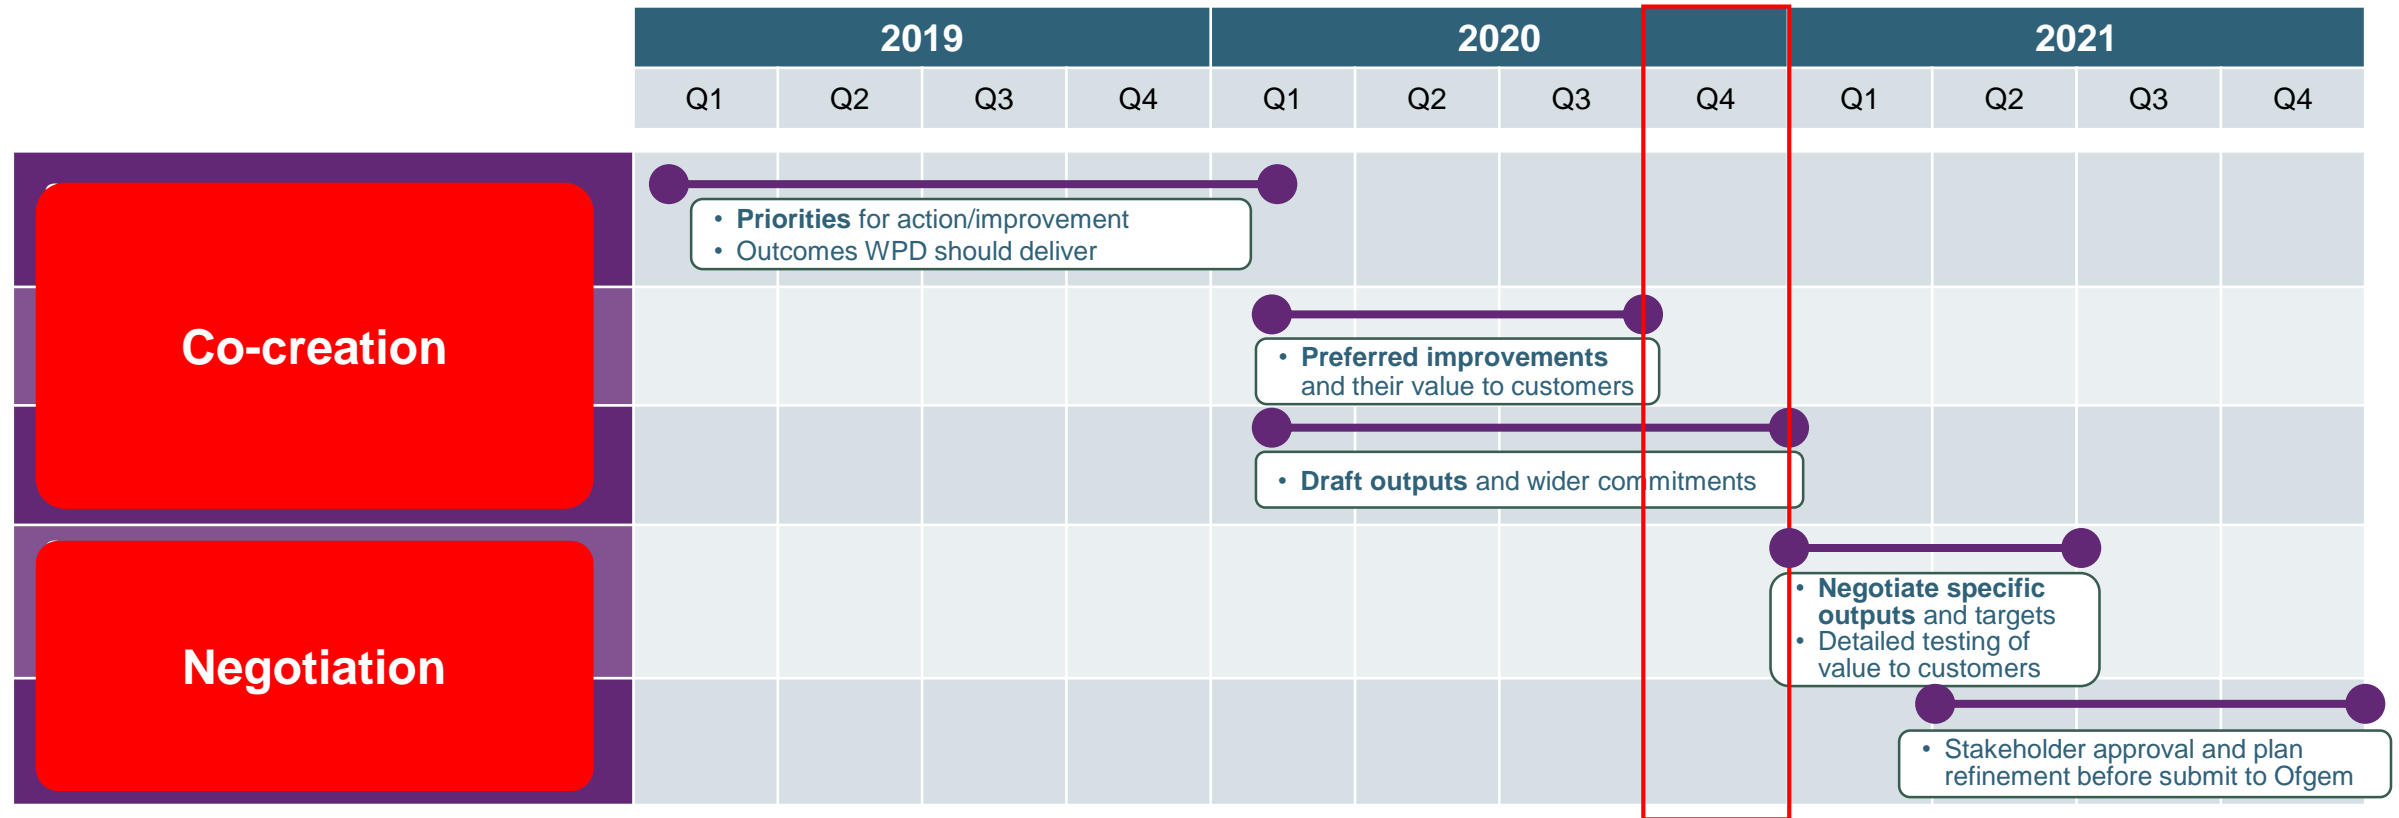 2019 2020 2021
Q1 Q2 Q3 Q4 Q1 Q2 Q3 Q4 Q1 Q2 Q3 Q4
Co-creation
• Priorities for action/improvement
• Outcomes WPD should deliver
• Preferred improvements
and their value to customers
• Draft outputs and wider commitments
Negotiation
• Negotiate specific
outputs and targets
• Detailed testing of
value to customers
• Stakeholder approval and plan
refinement before submit to Ofgem